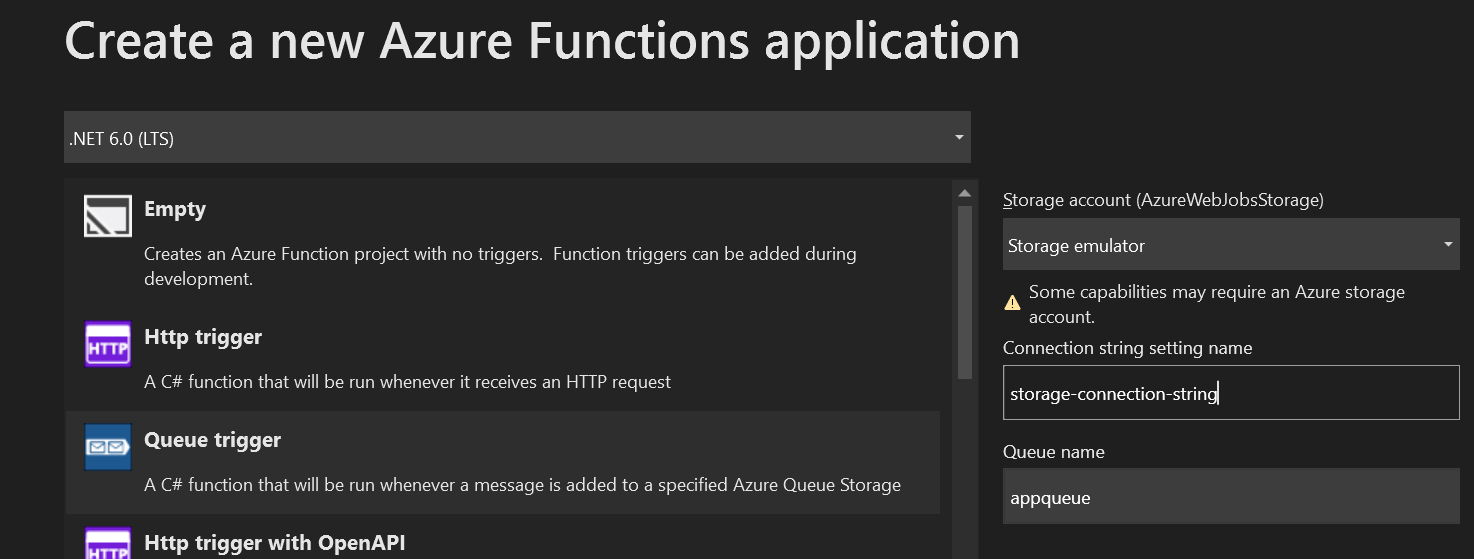 Create a new Azure Functions application
.NET 6.0 (LTS)
Empty
Creates an Azure Function project with no triggers.  Function triggers can be added during
development.
HTTP
Http trigger
A C# function that will be run whenever it receives an HTTP request
Queue trigger
A C# function that will be run whenever a message is added to a specified Azure Queue Storage
HTTP
Http trigger with OpenAPI
Storage account (AzureWebJobsStorage)
Storage emulator
Some capabilities may require an Azure storage
account.
Connection string setting name
storage-connection-string
Queue name
appqueue